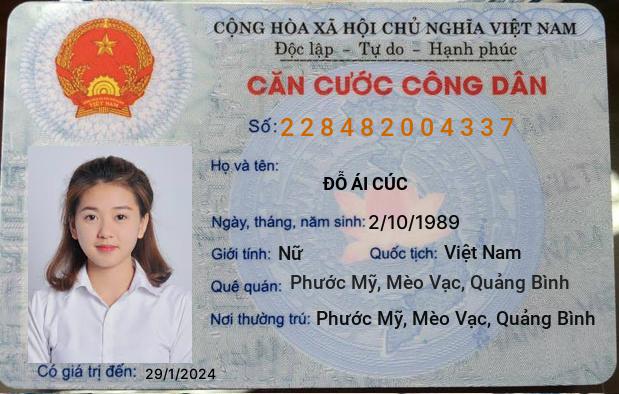 CỘNG HÒA XÃ HỘI CHỦ NGHĨA VIỆT NAM
Độc lập - Tự do - Hạnh phúc
CĂN CƯỚC CÔNG DÂN
Số: 228482004337
Họ và tên:
ĐỖ ÁI CÚC
Ngày, tháng, năm sinh: 2/10/1989
Giới tính: Nữ Quốc tịch: Việt Nam
Quê quán: Phước Mỹ, Mèo Vạc, Quảng Bình
Nơi thường trú: Phước Mỹ, Mèo Vạc, Quảng Bình
Có giá trị đến: 29/1/2024